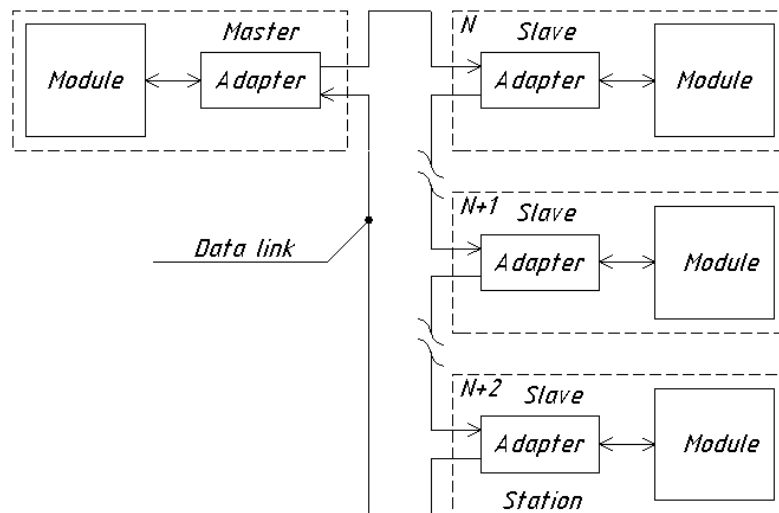 Master
Module
Adapter
N
Slave
Adapter
Module
N+1
Slave
Adapter
Module
Data link
N+2
Slave
Adapter
Module
Station